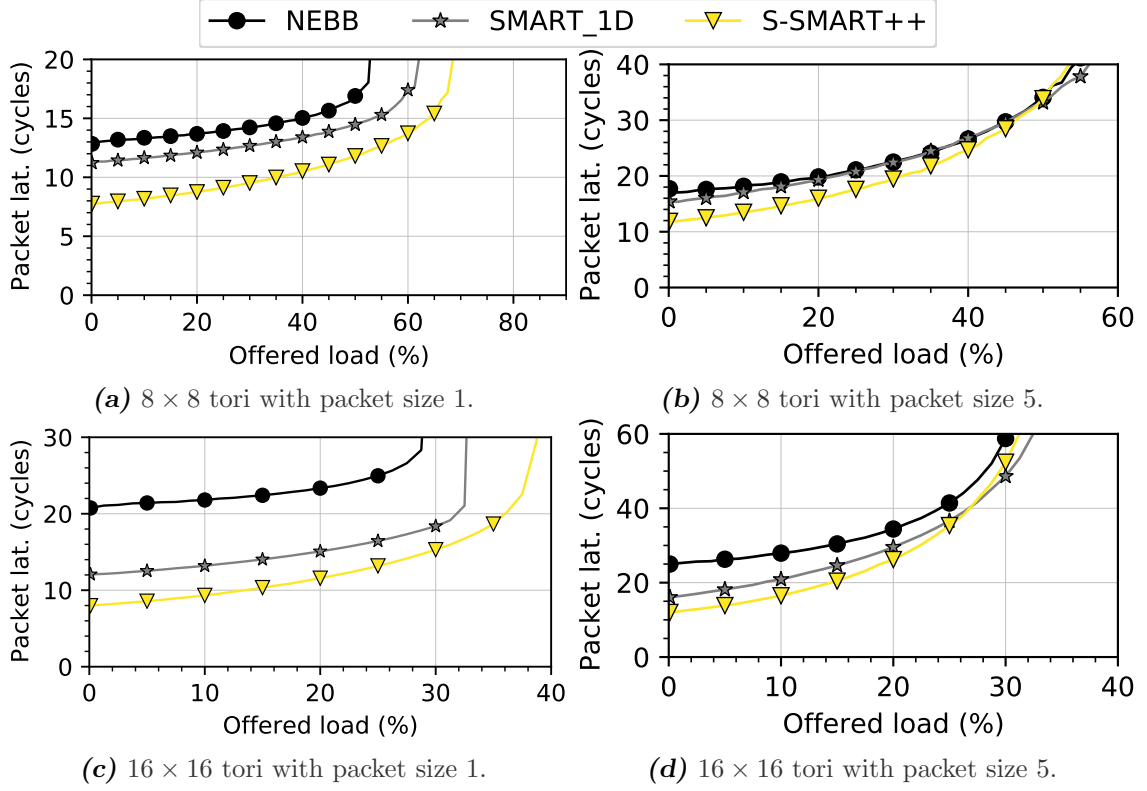 NEBB SMART_1D S-SMART++
Packet lat. (cycles)
20
15
10
5
0
0 20 40 60 80
Offered load (%)
(a) 8 × 8 tori with packet size 1.
Packet lat. (cycles)
40
30
20
10
0
0 20 40 60
Offered load (%)
(b) 8 × 8 tori with packet size 5.
Packet lat. (cycles)
30
20
10
0
0 10 20 30 40
Offered load (%)
(c) 16 × 16 tori with packet size 1.
Packet lat. (cycles)
60
40
20
0
0 10 20 30 40
Offered load (%)
(d) 16 × 16 tori with packet size 5.